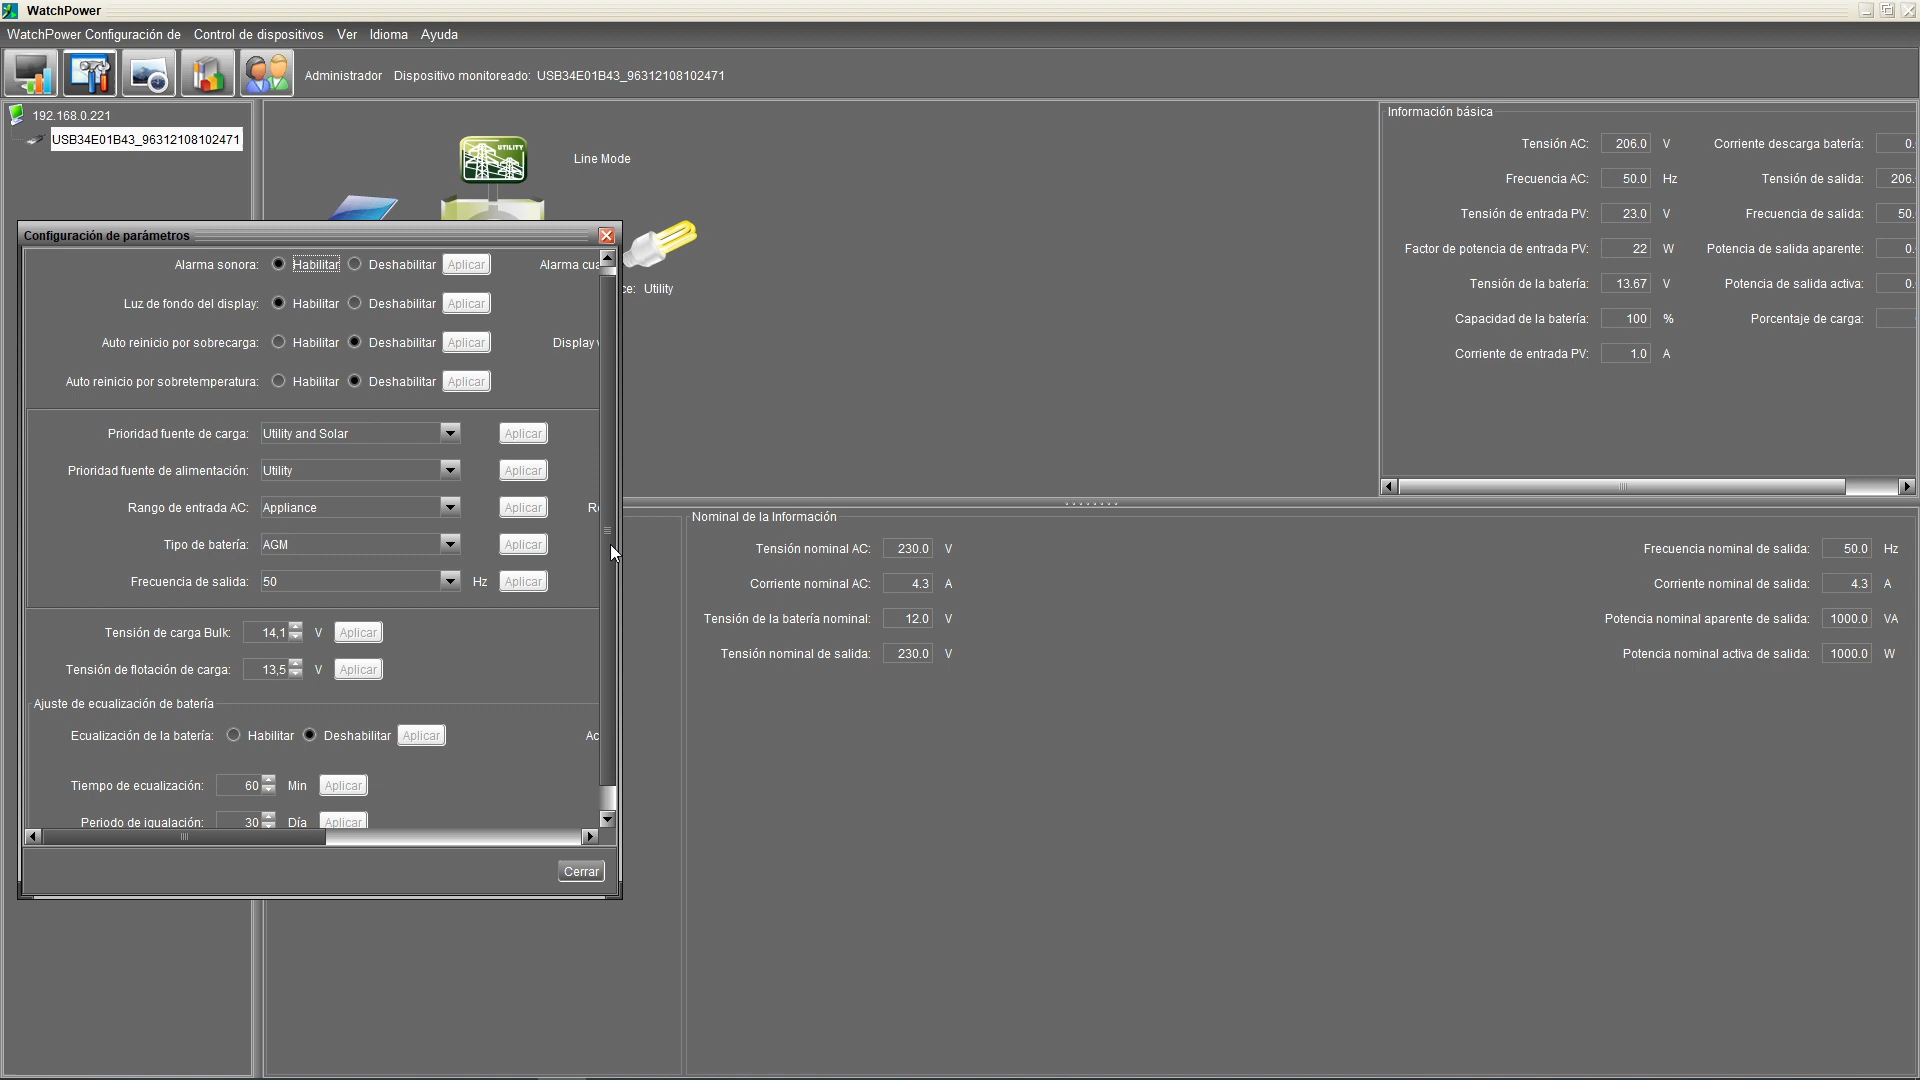 WatchPower
WatchPower Configuración de Control de dispositivos Ver Idioma Ayuda
Administrador Dispositivo monitoreado: USB34E01B43_96312108102471
192.168.0.221
USB34E01B43_96312108102471
UTILITY
Line Mode
ce: Utility
Información básica
Tensión AC: 206.0 V Corriente descarga batería: 0.
Frecuencia AC: 50.0 Hz Tensión de salida: 206.
Tensión de entrada PV: 23.0 V Frecuencia de salida: 50.
Factor de potencia de entrada PV: 22 W Potencia de salida aparente: 0.
Tensión de la batería: 13.67 V Potencia de salida activa: 0.
Capacidad de la batería: 100 % Porcentaje de carga:
Corriente de entrada PV: 1.0 A
Configuración de parámetros
Alarma sonora: Habilitar Deshabilitar Aplicar Alarma cua
Luz de fondo del display: Habilitar Deshabilitar Aplicar
Auto reinicio por sobrecarga: Habilitar Deshabilitar Aplicar Display
Auto reinicio por sobretemperatura: Habilitar Deshabilitar Aplicar
Prioridad fuente de carga: Utility and Solar Aplicar
Prioridad fuente de alimentación: Utility Aplicar
Rango de entrada AC: Appliance Aplicar Re
Tipo de batería: AGM Aplicar
Frecuencia de salida: 50 Hz Aplicar
Tensión de carga Bulk: 14,1 V Aplicar
Tensión de flotación de carga: 13,5 V Aplicar
Ajuste de ecualización de batería
Ecualización de la batería: Habilitar Deshabilitar Aplicar Ac
Tiempo de ecualización: 60 Min Aplicar
Periodo de igualación: 30 Día Aplicar
Cerrar
Nominal de la Información
Tensión nominal AC: 230.0 V Frecuencia nominal de salida: 50.0 Hz
Corriente nominal AC: 4.3 A Corriente nominal de salida: 4.3 A
Tensión de la batería nominal: 12.0 V Potencia nominal aparente de salida: 1000.0 VA
Tensión nominal de salida: 230.0 V Potencia nominal activa de salida: 1000.0 W